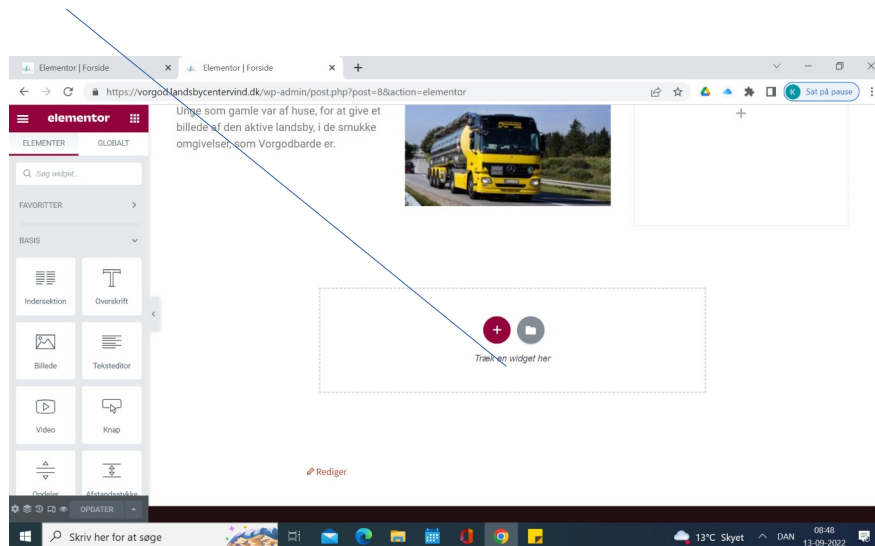 Elementor | Forside
Elementor | Forside
https://vorgod.landsbycentervind.dk/wp-admin/post.php?post=8&action=elementor
K Sat på pause
elementor
ELEMENTER GLOBALT
Søg widget...
FAVORITTER
BASIS
Indersektion Overskrift
Billede Teksteditor
Video Knap
Opdeler Afstandsstykke
OPDATER
Unge som gamle var af huse, for at give et
billede af den aktive landsby, i de smukke
omgivelser, som Vorgodbarde er.
Træk en widget her
Rediger
Skriv her for at søge
13°C Skyet
DAN
08:48
13-09-2022